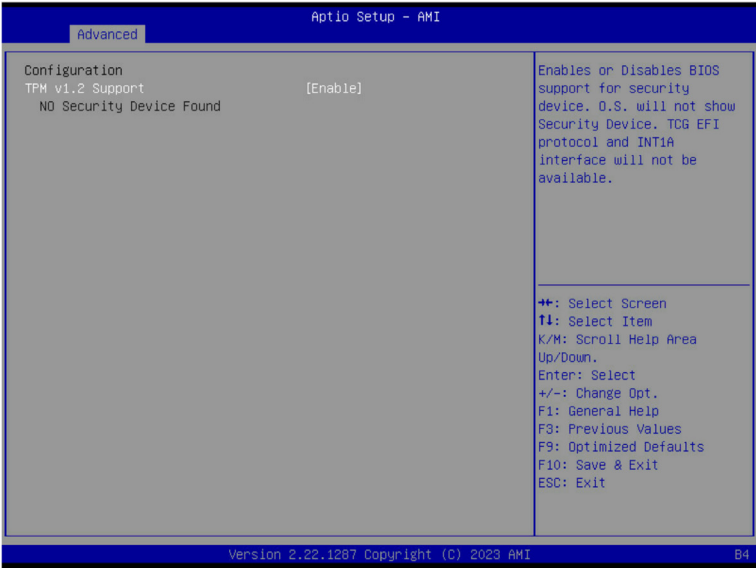 Aptio Setup – AMI
Advanced
Configuration
TPM v1.2 Support [Enable]
NO Security Device Found
Enables or Disables BIOS
support for security
device. O.S. will not show
Security Device. TCG EFI
protocol and INT1A
interface will not be
available.
→←: Select Screen
↑↓: Select Item
K/M: Scroll Help Area
Up/Down.
Enter: Select
+/-: Change Opt.
F1: General Help
F3: Previous Values
F9: Optimized Defaults
F10: Save & Exit
ESC: Exit
Version 2.22.1287 Copyright (C) 2023 AMI
B4